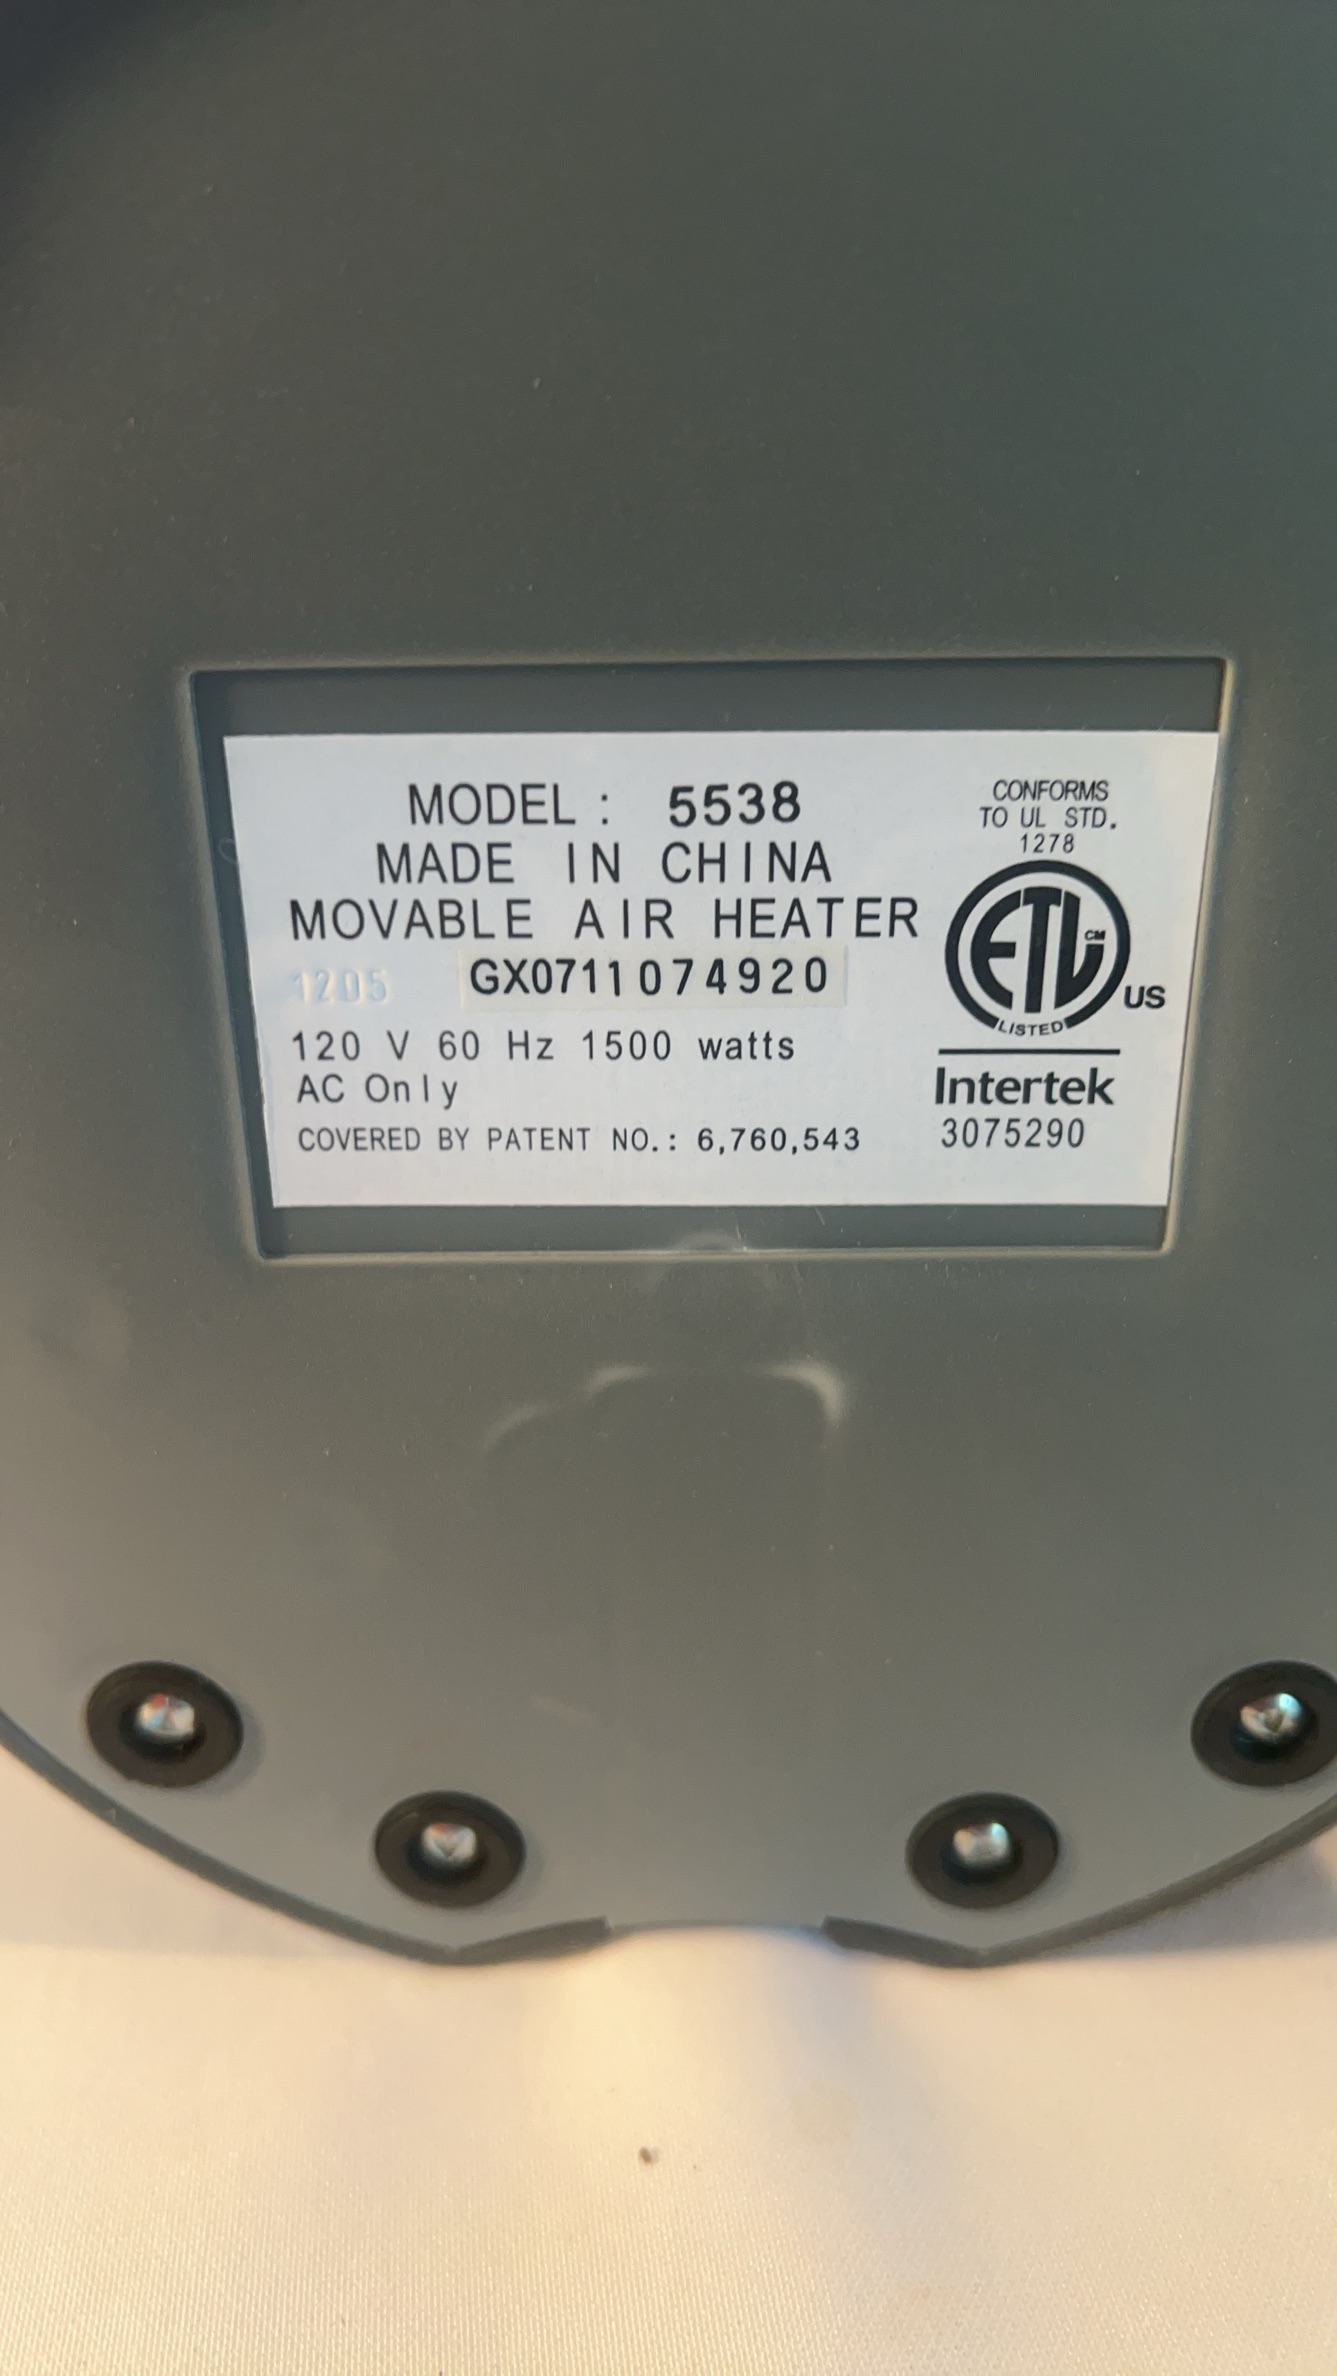 MODEL: 5538
MADE IN CHINA
MOVABLE AIR HEATER
1205 GX0711074920
120 V 60 Hz 1500 watts
AC Only
COVERED BY PATENT NO.: 6,760,543
CONFORMS
TO UL STD.
1278
ETL CM
US
LISTED
Intertek
3075290